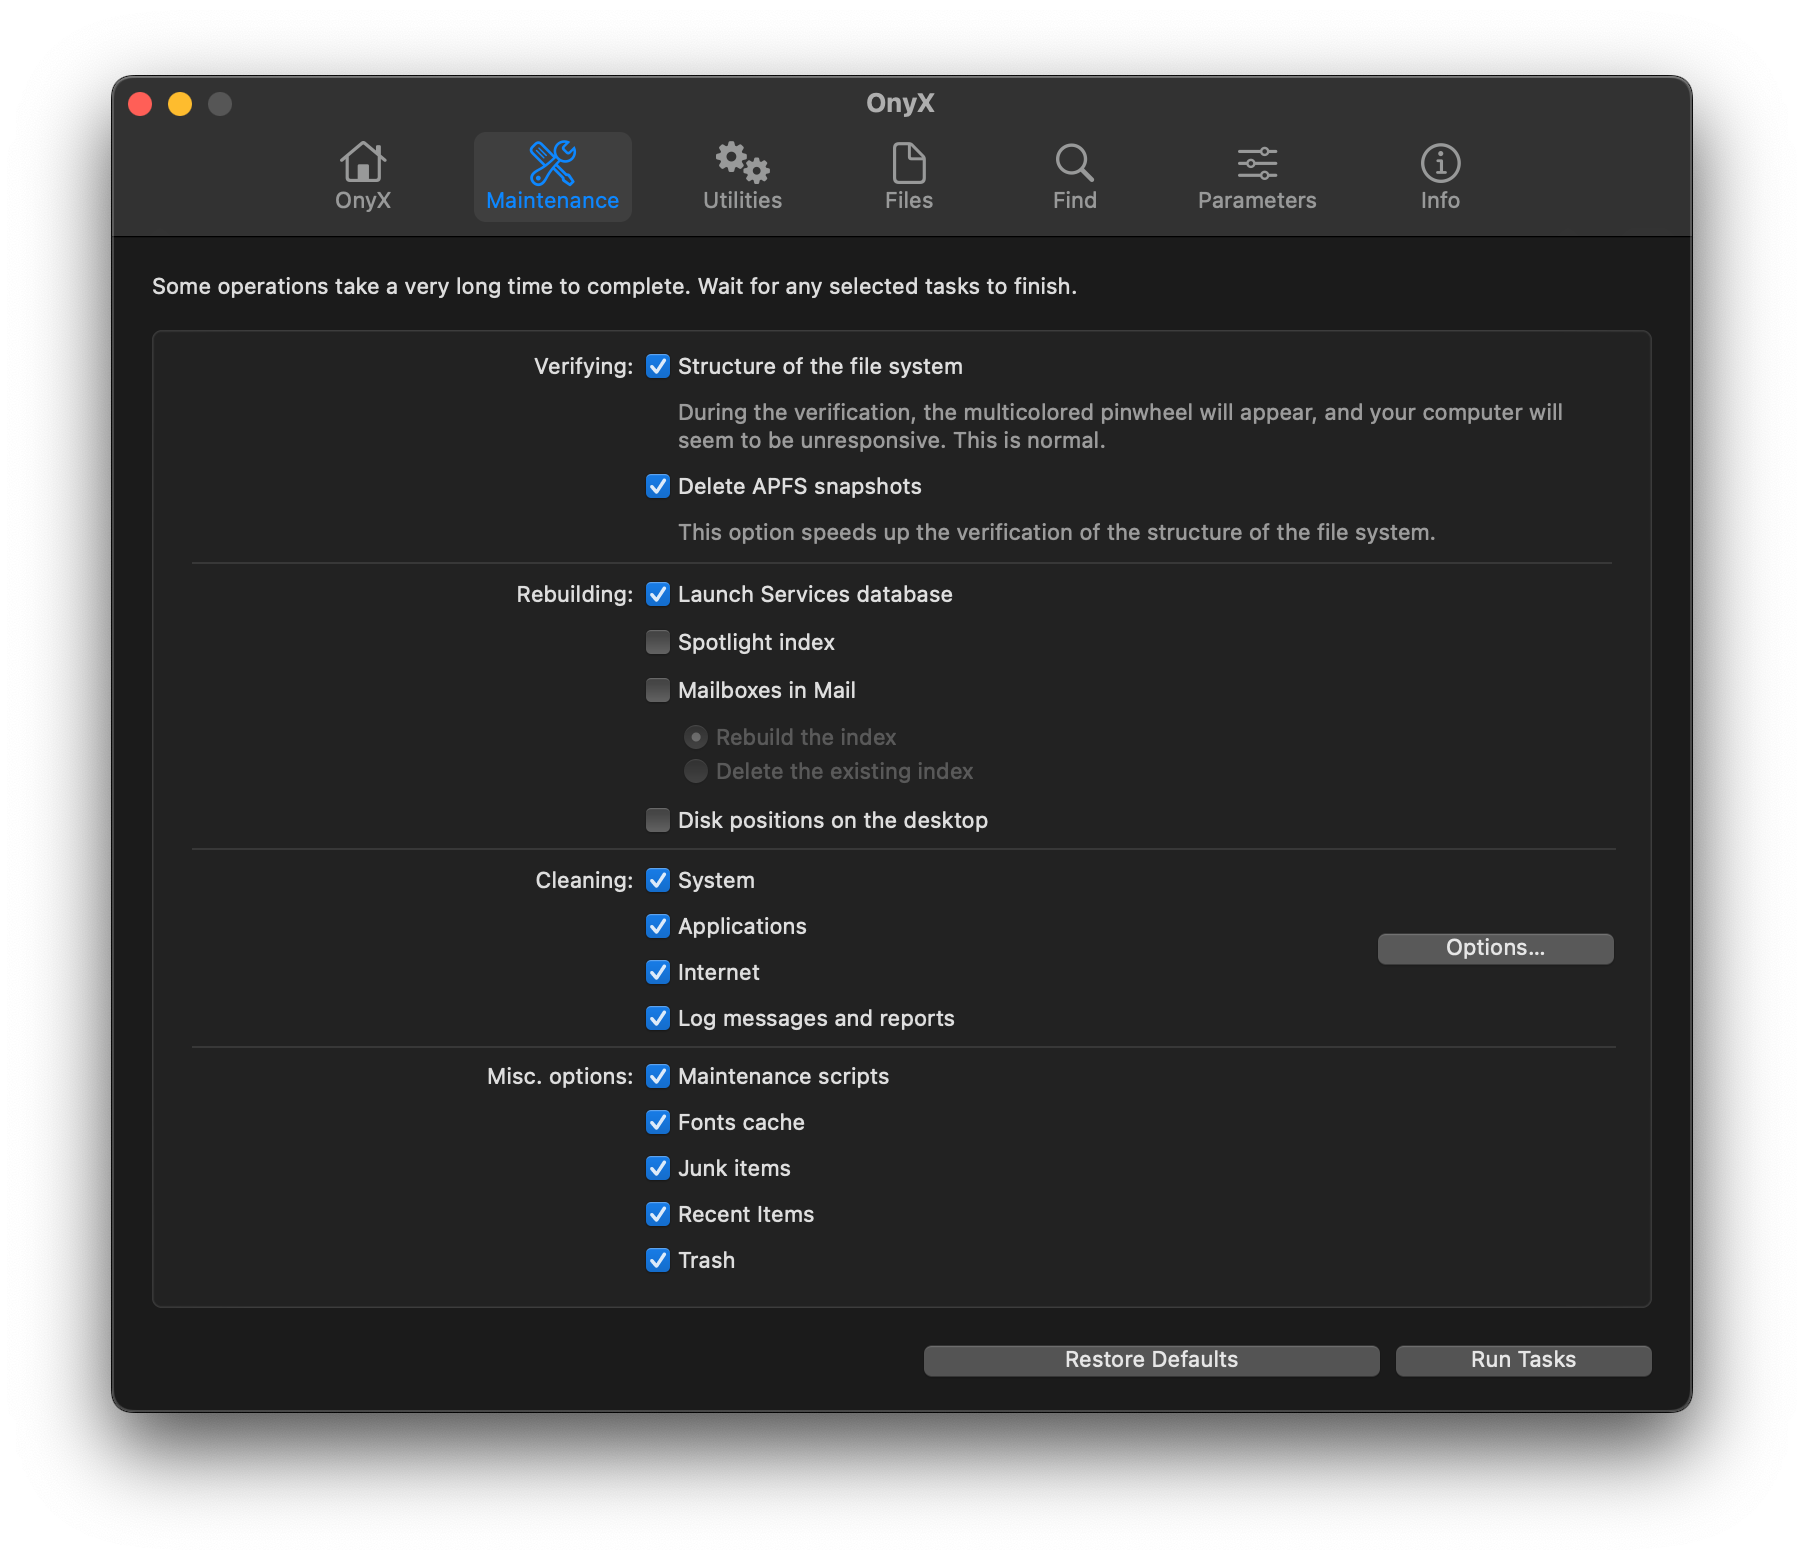 OnyX
OnyX
Maintenance
Utilities
Files
Find
Parameters
Info
Some operations take a very long time to complete. Wait for any selected tasks to finish.
Verifying: Structure of the file system
During the verification, the multicolored pinwheel will appear, and your computer will
seem to be unresponsive. This is normal.
Delete APFS snapshots
This option speeds up the verification of the structure of the file system.
Rebuilding: Launch Services database
Spotlight index
Mailboxes in Mail
Rebuild the index
Delete the existing index
Disk positions on the desktop
Cleaning: System
Applications
Options...
Internet
Log messages and reports
Misc. options: Maintenance scripts
Fonts cache
Junk items
Recent Items
Trash
Restore Defaults
Run Tasks